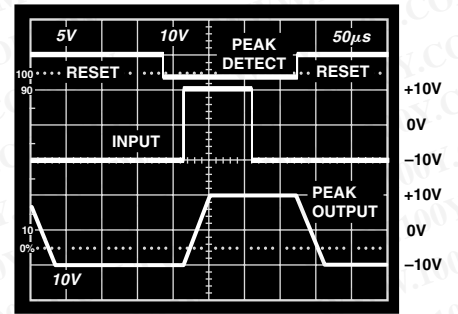 5V 10V 50μs
PEAK
DETECT
100 RESET RESET
90 +10V
0V
INPUT
–10V
PEAK +10V
OUTPUT
10 0V
0%
–10V
10V